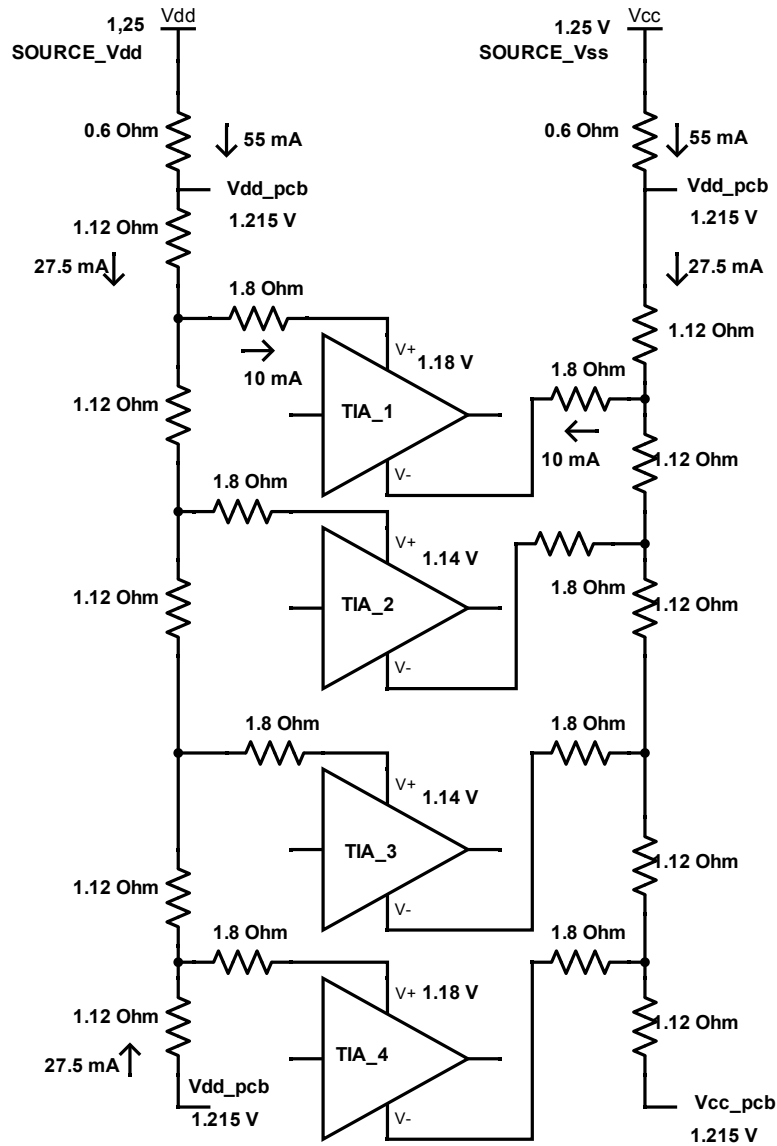 Vdd
1,25
SOURCE_Vdd
Vcc
1.25 V
SOURCE_Vss
0.6 Ohm
55 mA
0.6 Ohm
55 mA
Vdd_pcb
1.215 V
Vdd_pcb
1.215 V
1.12 Ohm
27.5 mA
27.5 mA
1.8 Ohm
1.12 Ohm
V+
1.18 V
10 mA
1.8 Ohm
1.12 Ohm
TIA_1
10 mA
1.12 Ohm
V-
1.8 Ohm
V+
1.14 V
1.8 Ohm
1.12 Ohm
TIA_2
1.12 Ohm
V-
1.8 Ohm
1.8 Ohm
V+
1.14 V
TIA_3
1.12 Ohm
1.12 Ohm
V-
1.8 Ohm
1.8 Ohm
V+
1.18 V
1.12 Ohm
1.12 Ohm
TIA_4
27.5 mA
Vdd_pcb
1.215 V
V-
Vcc_pcb
1.215 V